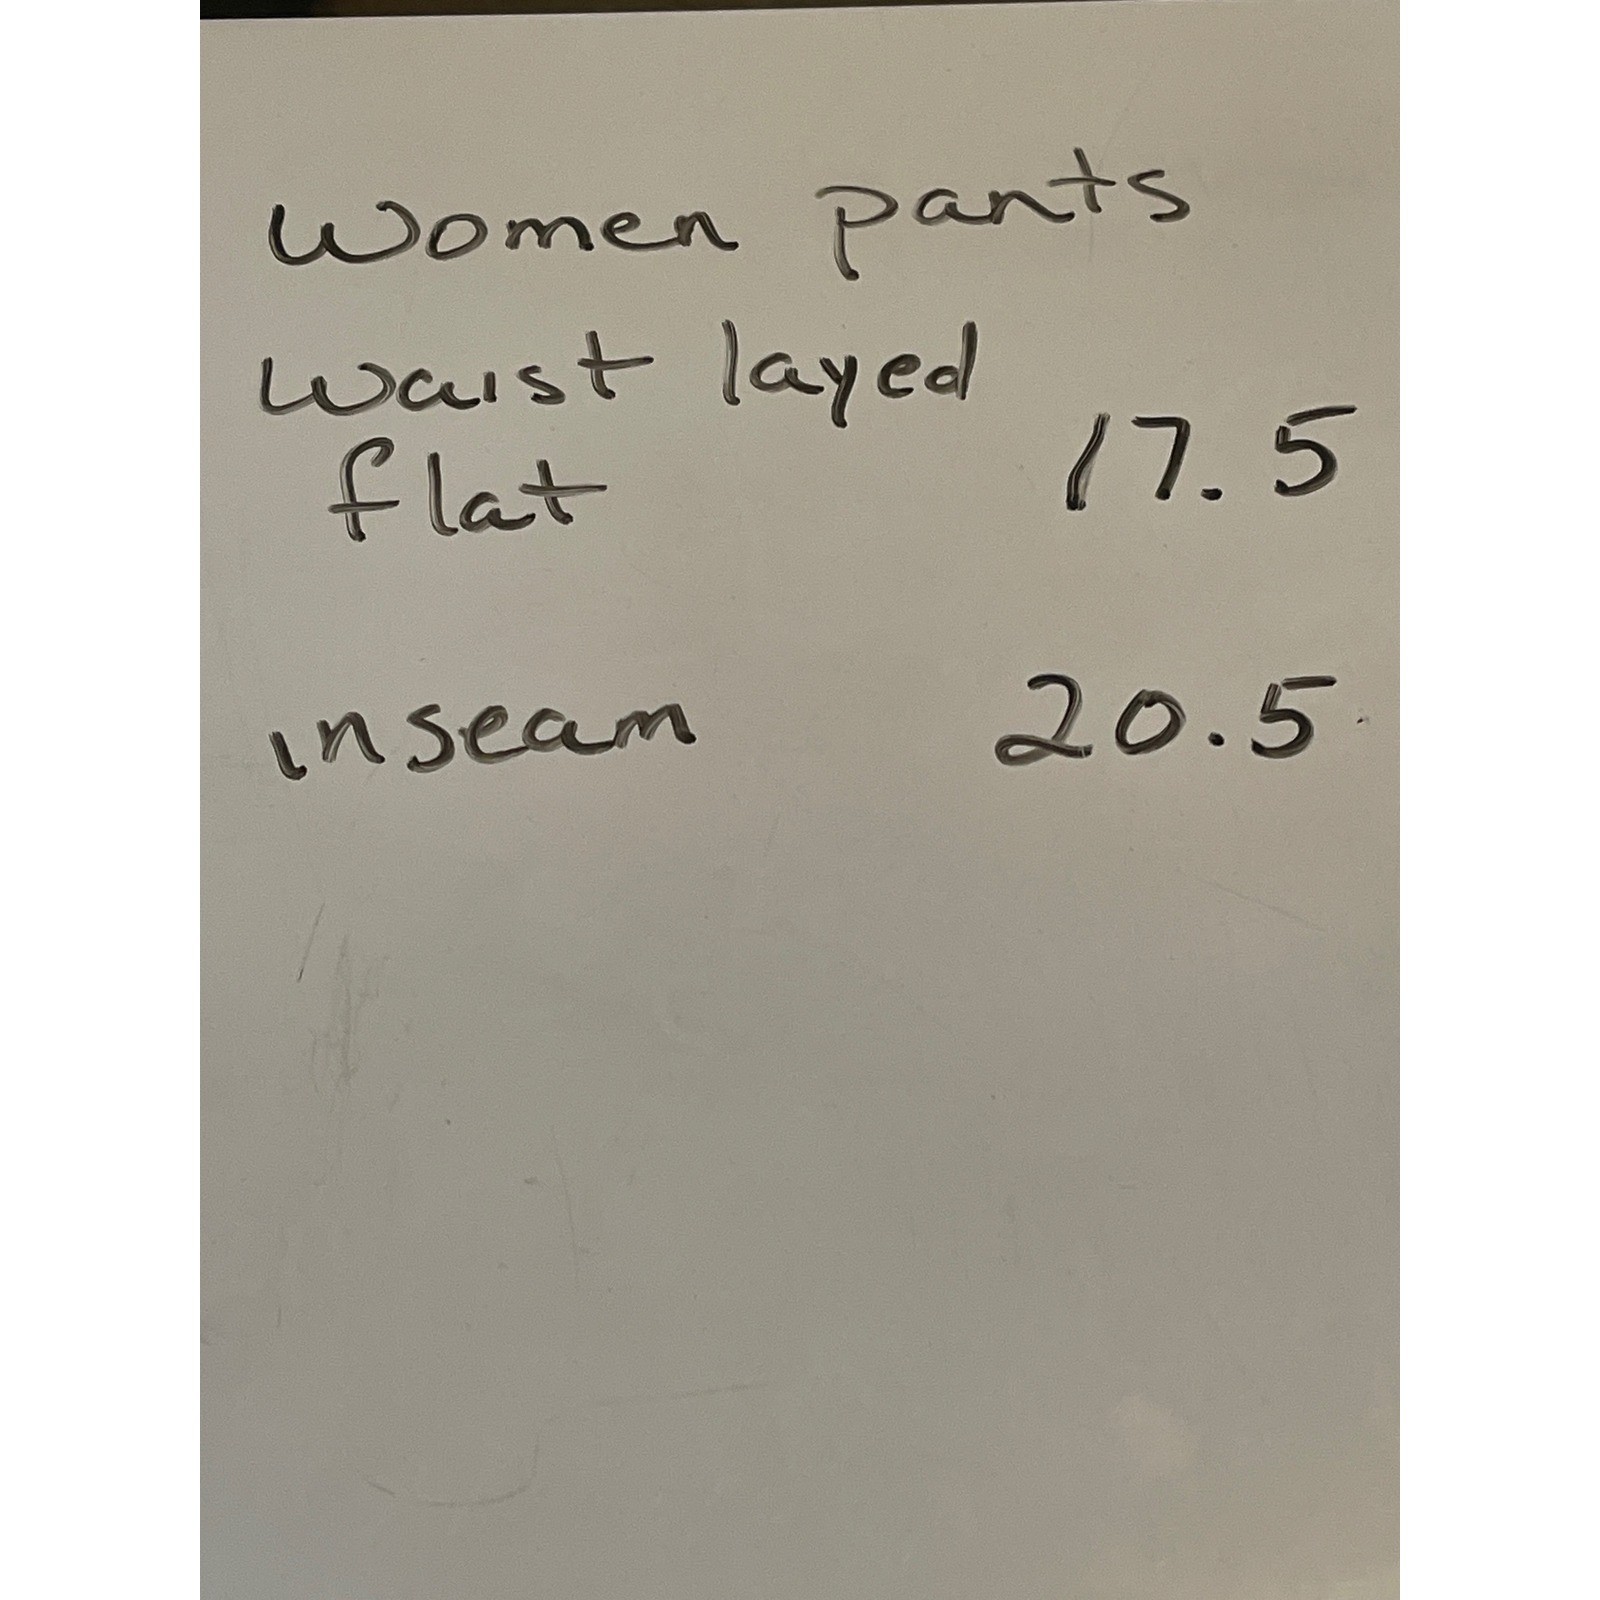 Women pants
Waist layed
flat 17.5
inseam 20.5